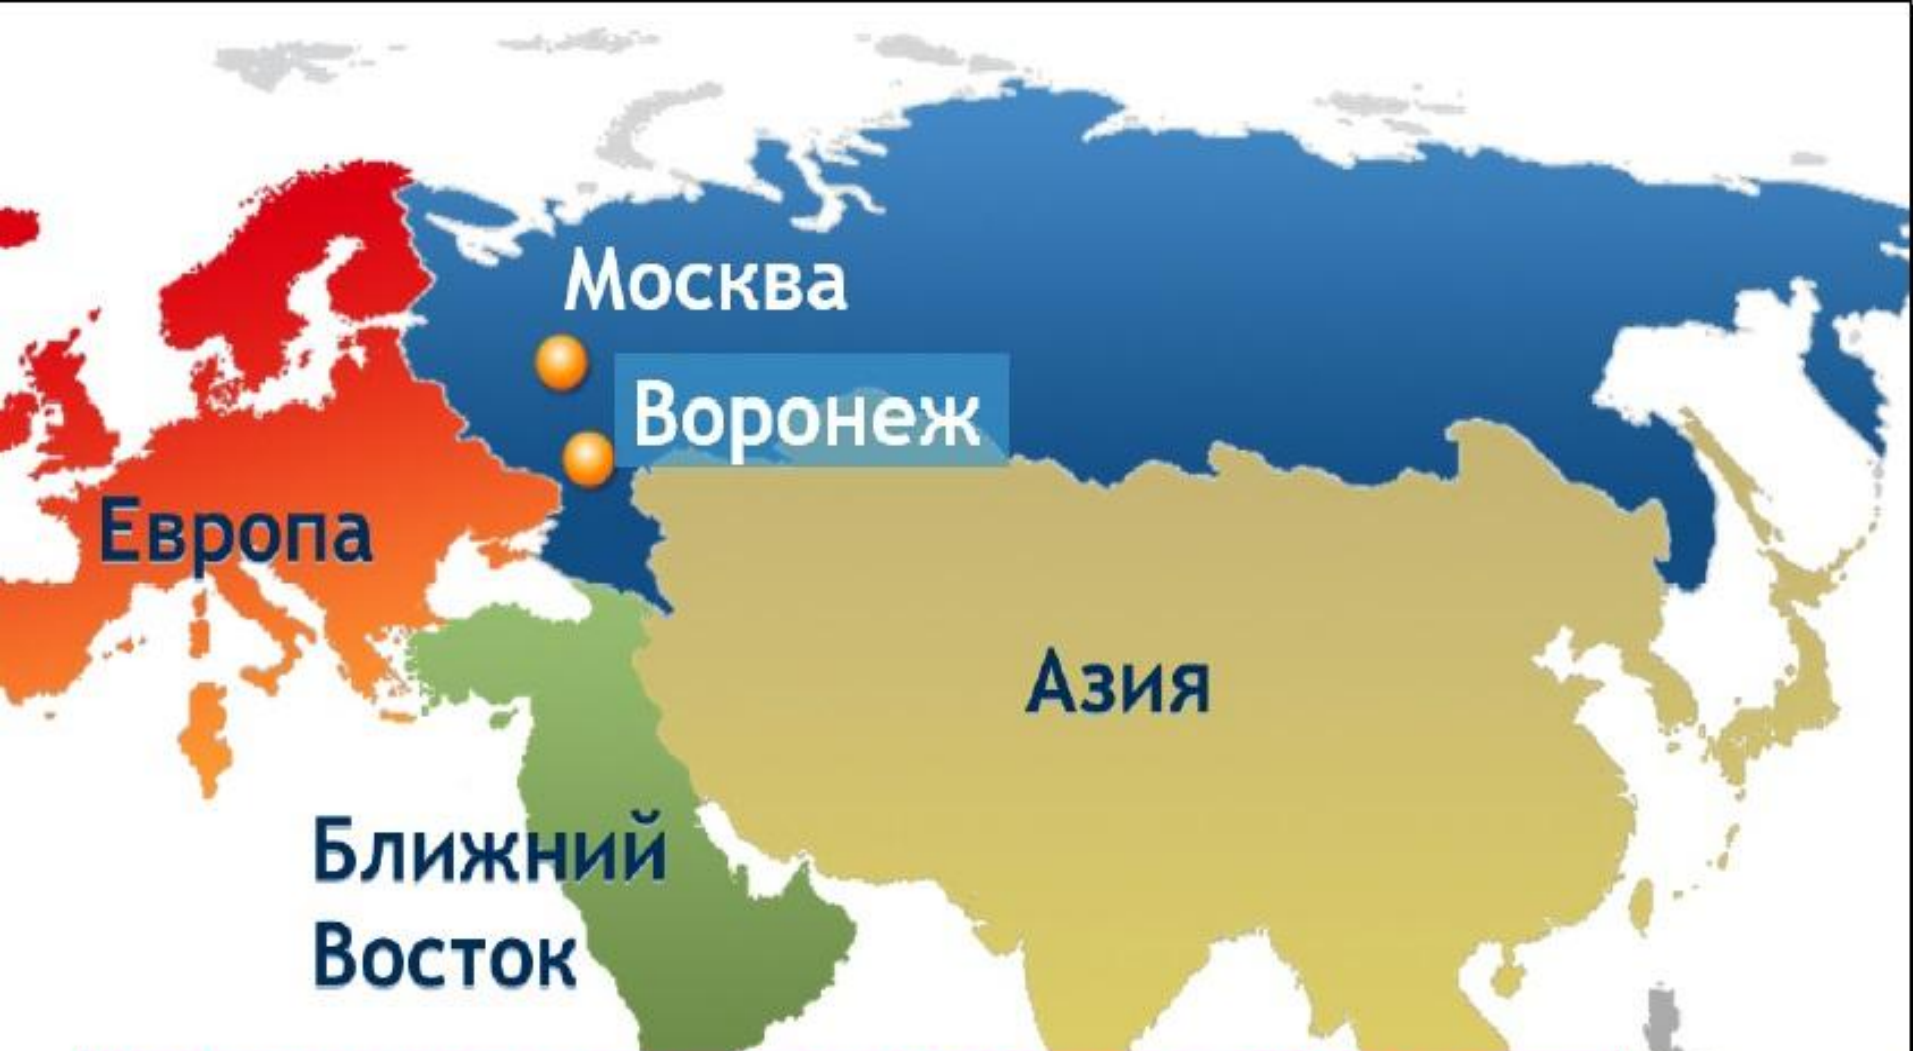 Москва
Воронеж
Европа
Азия
Ближний
Восток